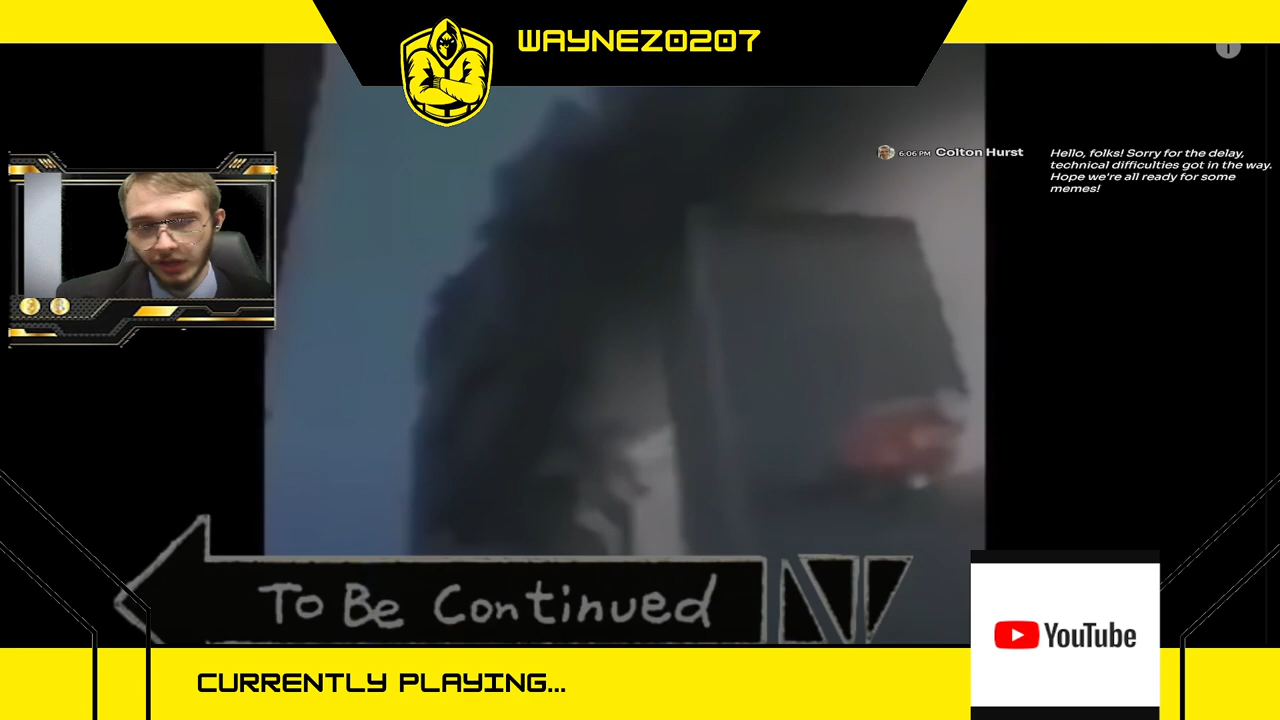 WAYNEZ0207
6:06 PM Colton Hurst
Hello, folks! Sorry for the delay,
technical difficulties got in the way.
Hope we're all ready for some
memes!
To Be Continued
YouTube
CURRENTLY PLAYING...